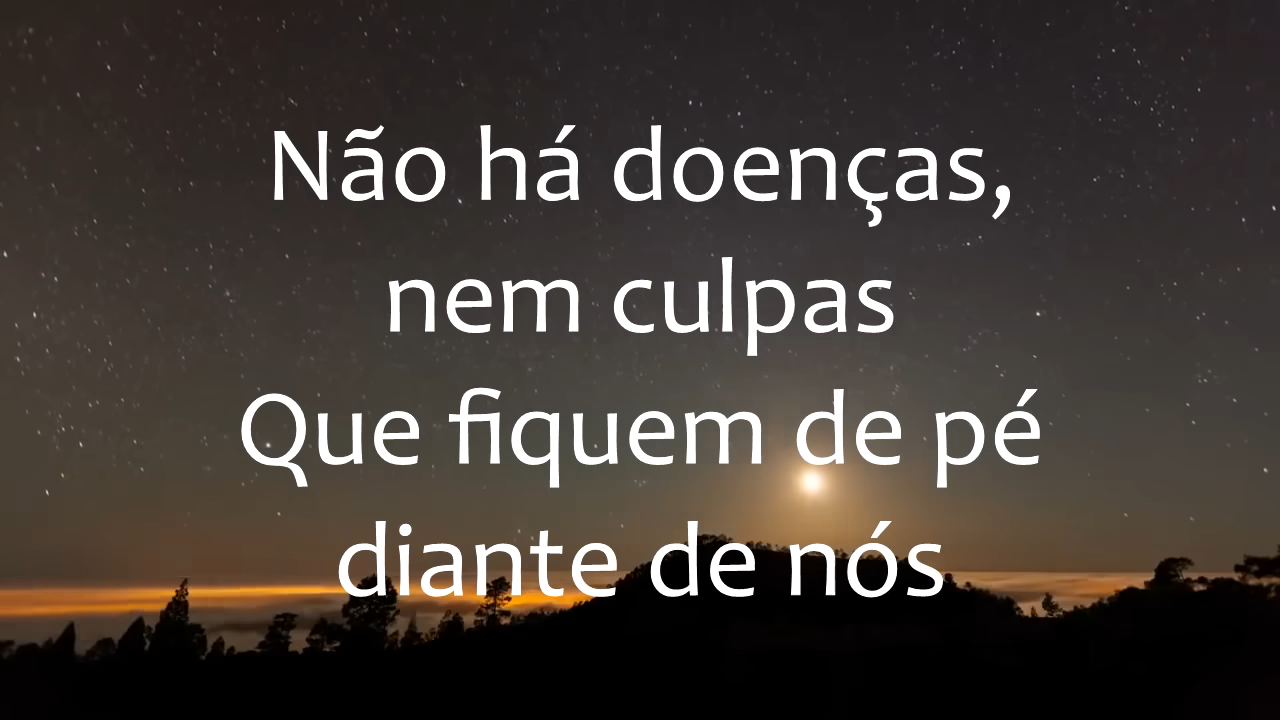 Não há doenças,
nem culpas
Que fiquem de pé
diante de nós